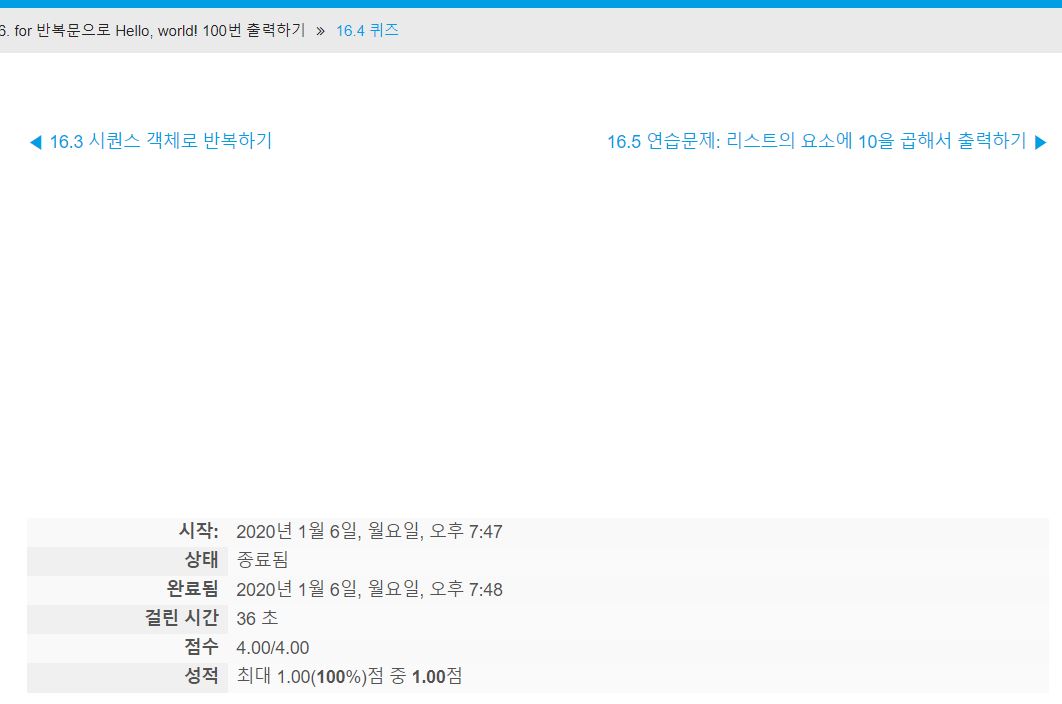 6. for 반복문으로 Hello, world! 100번 출력하기 » 16.4 퀴즈
◀ 16.3 시퀀스 객체로 반복하기
16.5 연습문제: 리스트의 요소에 10을 곱해서 출력하기 ▶
시작: 2020년 1월 6일, 월요일, 오후 7:47
상태 종료됨
완료됨 2020년 1월 6일, 월요일, 오후 7:48
걸린 시간 36 초
점수 4.00/4.00
성적 최대 1.00(100%)점 중 1.00점